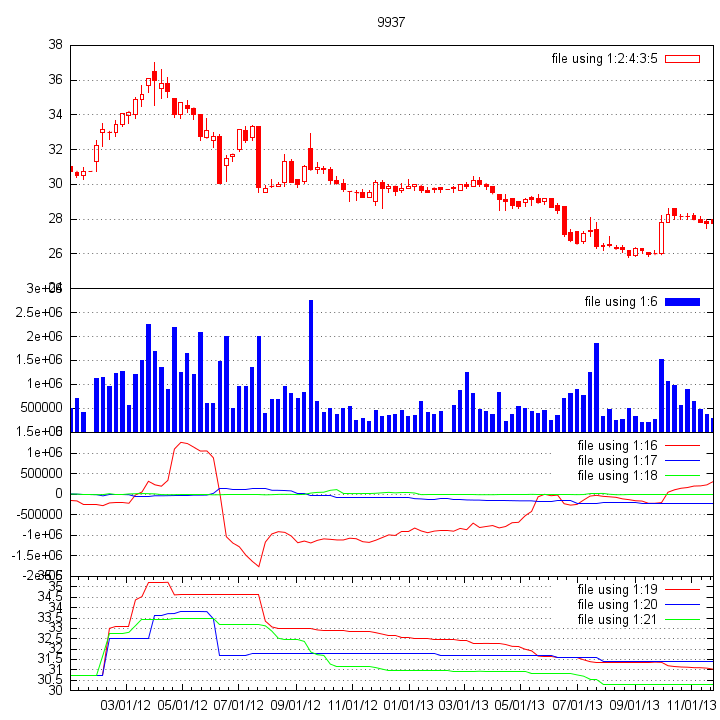 9937
38
file using 1:2:4:3:5
36
34
32
30
28
26
24
3e+06
file using 1:6
2.5e+06
2e+06
1.5e+06
1e+06
500000
0
1.5e+06
file using 1:16
1e+06
file using 1:17
500000
file using 1:18
0
-500000
-1e+06
-1.5e+06
-2e+06
35.5
35
file using 1:19
34.5
file using 1:20
34
file using 1:21
33.5
33
32.5
32
31.5
31
30.5
30
03/01/12 05/01/12 07/01/12 09/01/12 11/01/12 01/01/13 03/01/13 05/01/13 07/01/13 09/01/13 11/01/13